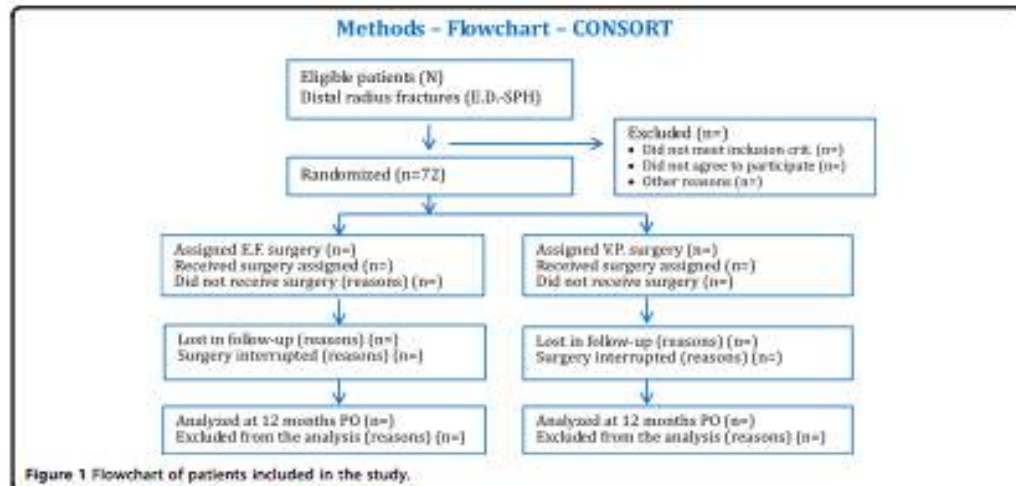 Methods – Flowchart – CONSORT
Eligible patients (N)
Distal radius fractures (E.D.-SPH)
Excluded (n=)
• Did not meet inclusion crit. (n=)
• Did not agree to participate (n=)
• Other reasons (n=)
Randomized (n=72)
Assigned E.F. surgery (n=)
Received surgery assigned (n=)
Did not receive surgery (reasons) (n=)
Assigned V.P. surgery (n=)
Received surgery assigned (n=)
Did not receive surgery (n=)
Lost in follow-up (reasons) (n=)
Surgery interrupted (reasons) (n=)
Lost in follow-up (reasons) (n=)
Surgery interrupted (reasons) (n=)
Analyzed at 12 months PO (n=)
Excluded from the analysis (reasons) (n=)
Analyzed at 12 months PO (n=)
Excluded from the analysis (reasons) (n=)
Figure 1 Flowchart of patients included in the study.